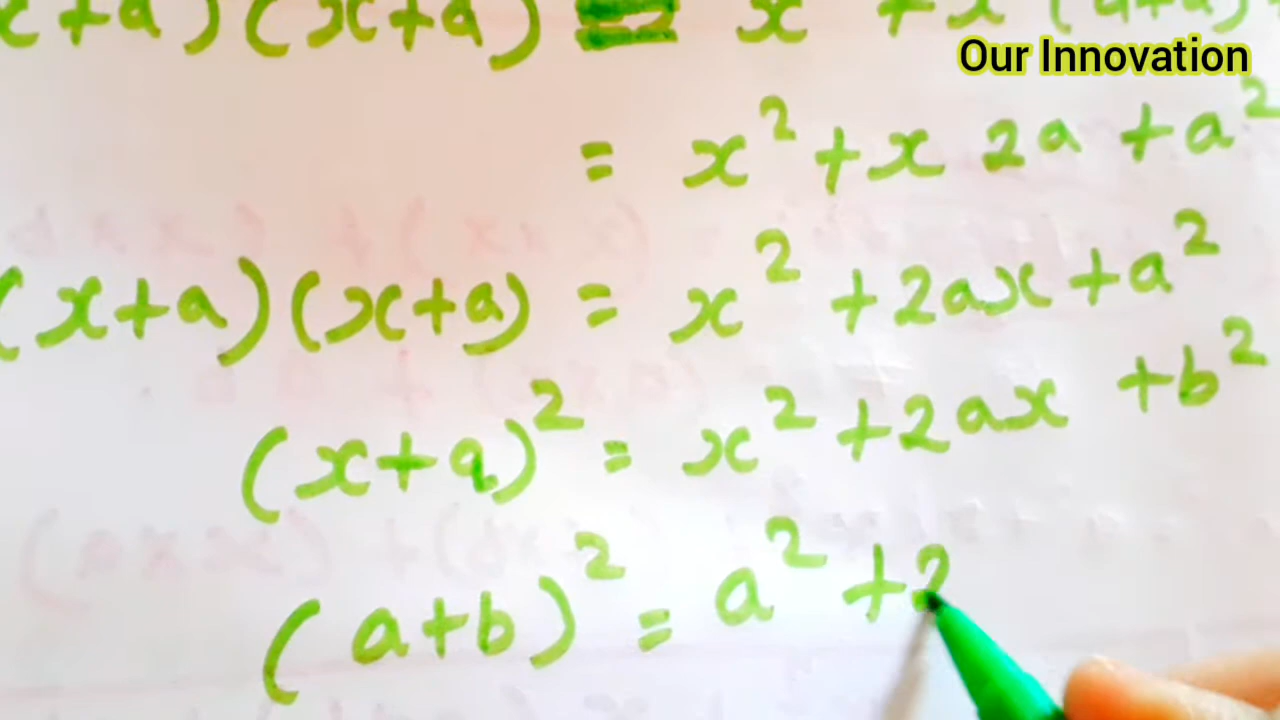 x+a)(x+a) = x + x (a+a)
Our Innovation
= x² + x 2a + a²
(x+a)(x+a) = x² + 2ax + a²
(x+a)² = x² + 2ax + b²
(a+b)² = a² + 2